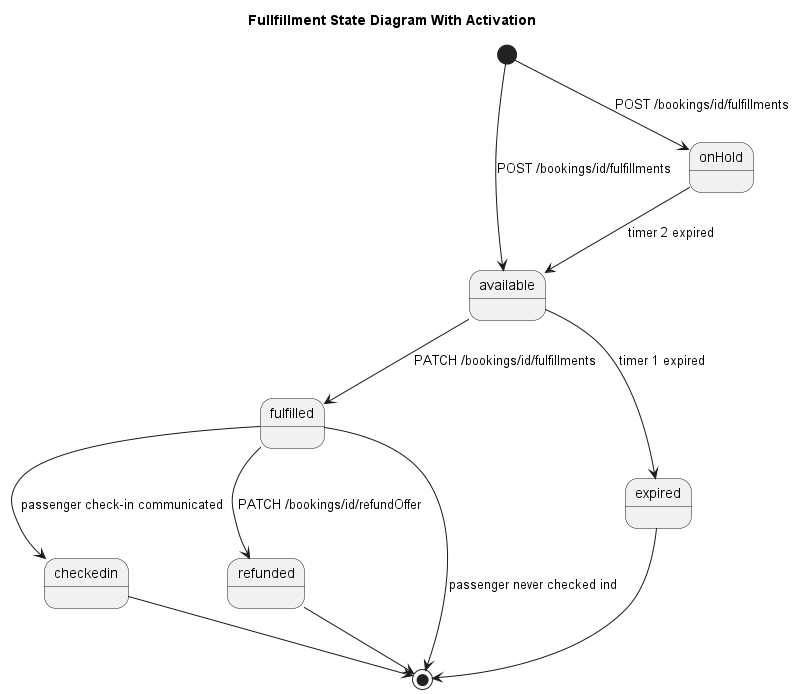 Fullfillment State Diagram With Activation
POST /bookings/id/fulfillments
onHold
POST /bookings/id/fulfillments
timer 2 expired
available
PATCH /bookings/id/fulfillments
timer 1 expired
fulfilled
expired
passenger check-in communicated
PATCH /bookings/id/refundOffer
checkedin
refunded
passenger never checked ind